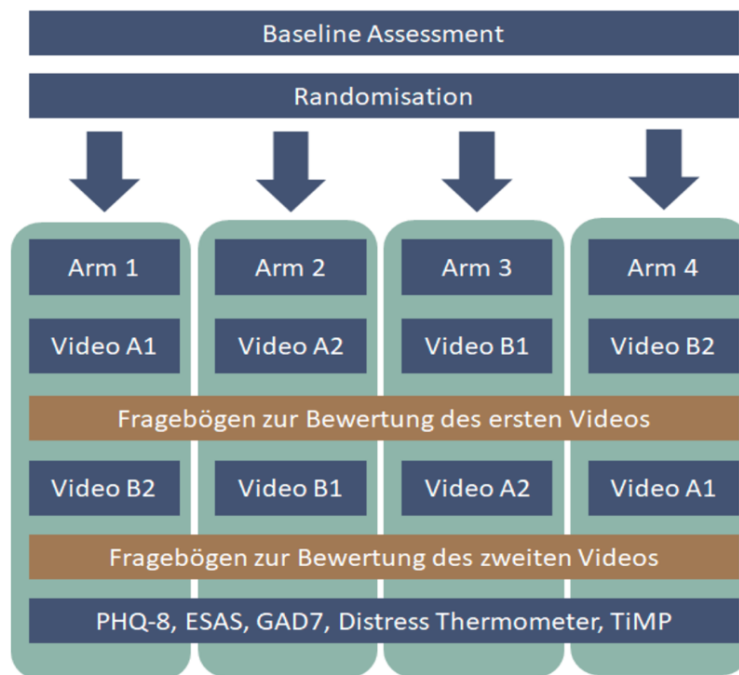 Baseline Assessment
Randomisation
Arm 1 Arm 2 Arm 3 Arm 4
Video A1 Video A2 Video B1 Video B2
Fragebögen zur Bewertung des ersten Videos
Video B2 Video B1 Video A2 Video A1
Fragebögen zur Bewertung des zweiten Videos
PHQ-8, ESAS, GAD7, Distress Thermometer, TiMP